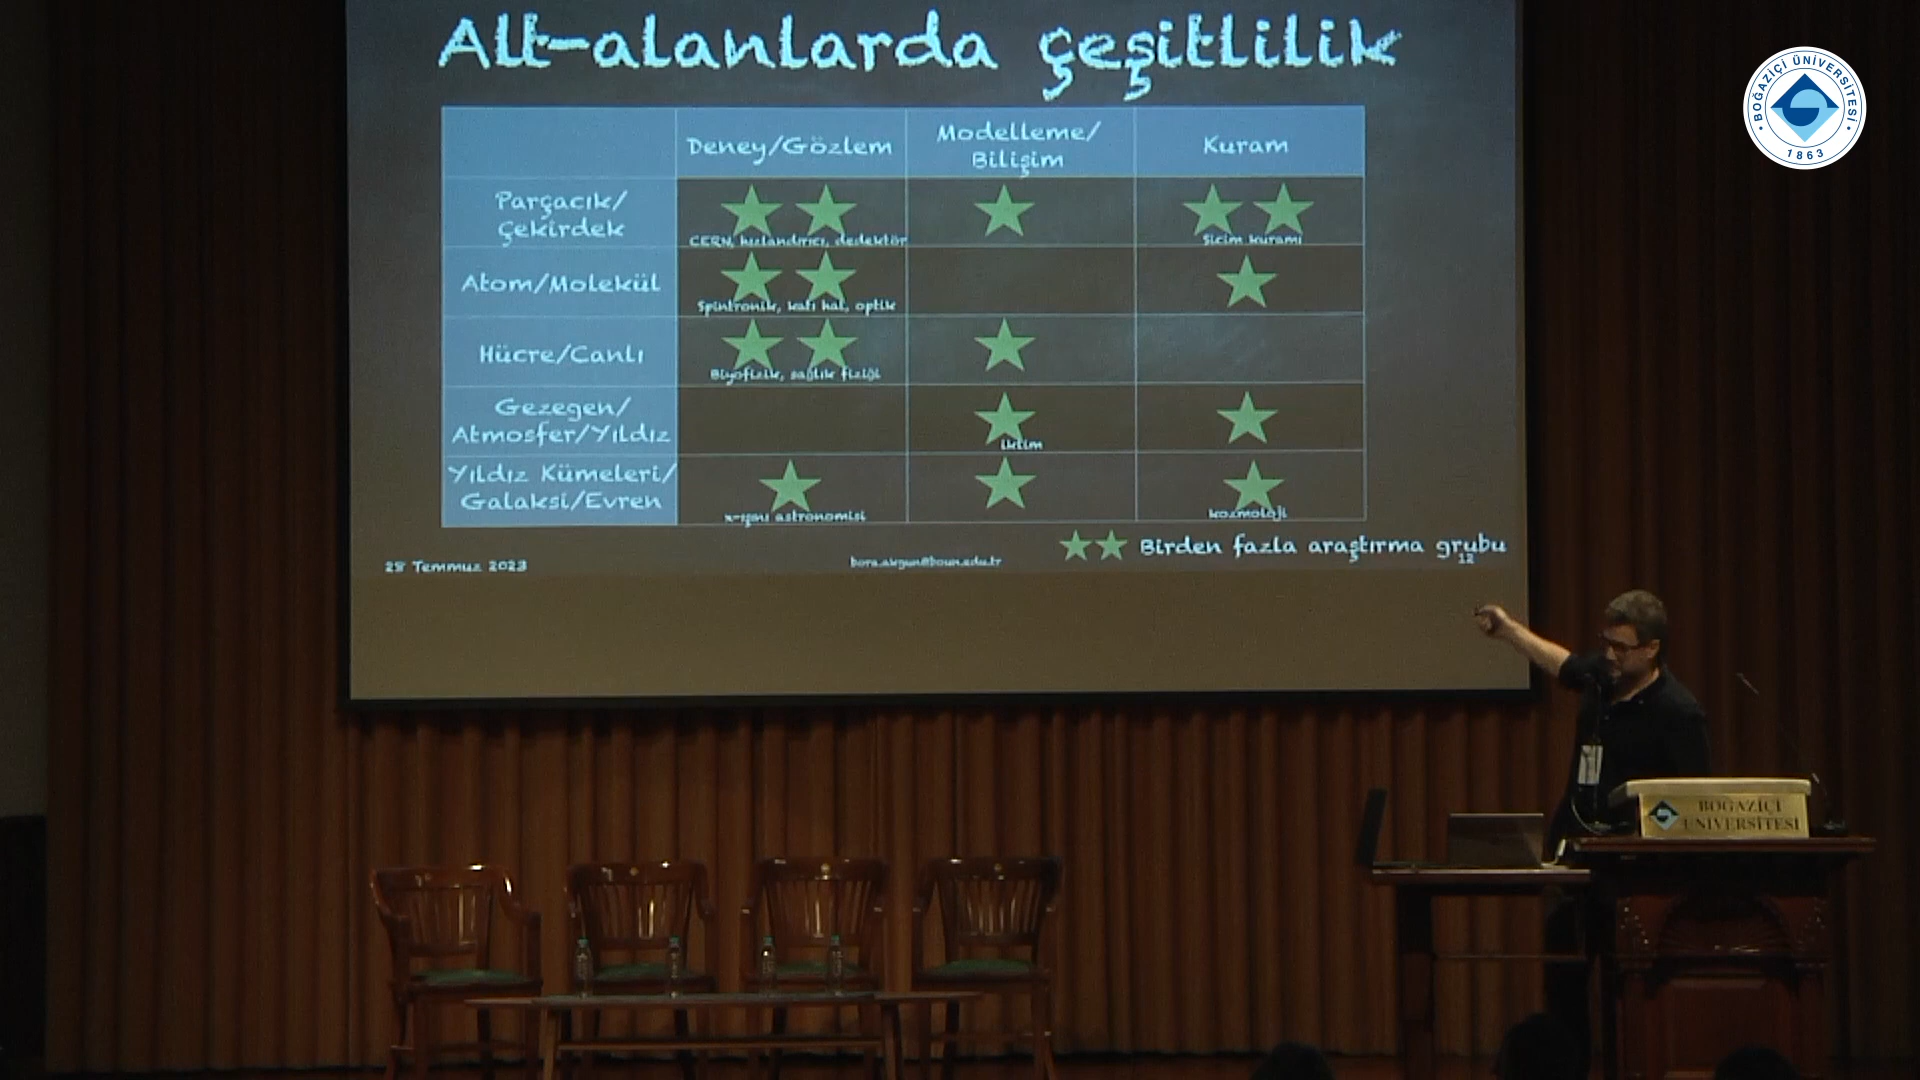 Alt-alanlarda çeşitlilik
Deney/Gözlem
Modelleme/
Bilişim
Kuram
Parçacık/
Çekirdek
CERN, hızlandırıcı, dedektör
Sicim kuramı
Atom/Molekül
Spintronik, katı hal, optik
Hücre/Canlı
Biyofizik, sağlık fiziği
Gezegen/
Atmosfer/Yıldız
iklim
Yıldız Kümeleri/
Galaksi/Evren
x-ışını astronomisi
kozmoloji
Birden fazla araştırma grubu
25 Temmuz 2023
bora.akgun@boun.edu.tr
12
BOĞAZİÇİ ÜNİVERSİTESİ
1863
BOĞAZİÇİ
ÜNİVERSİTESİ